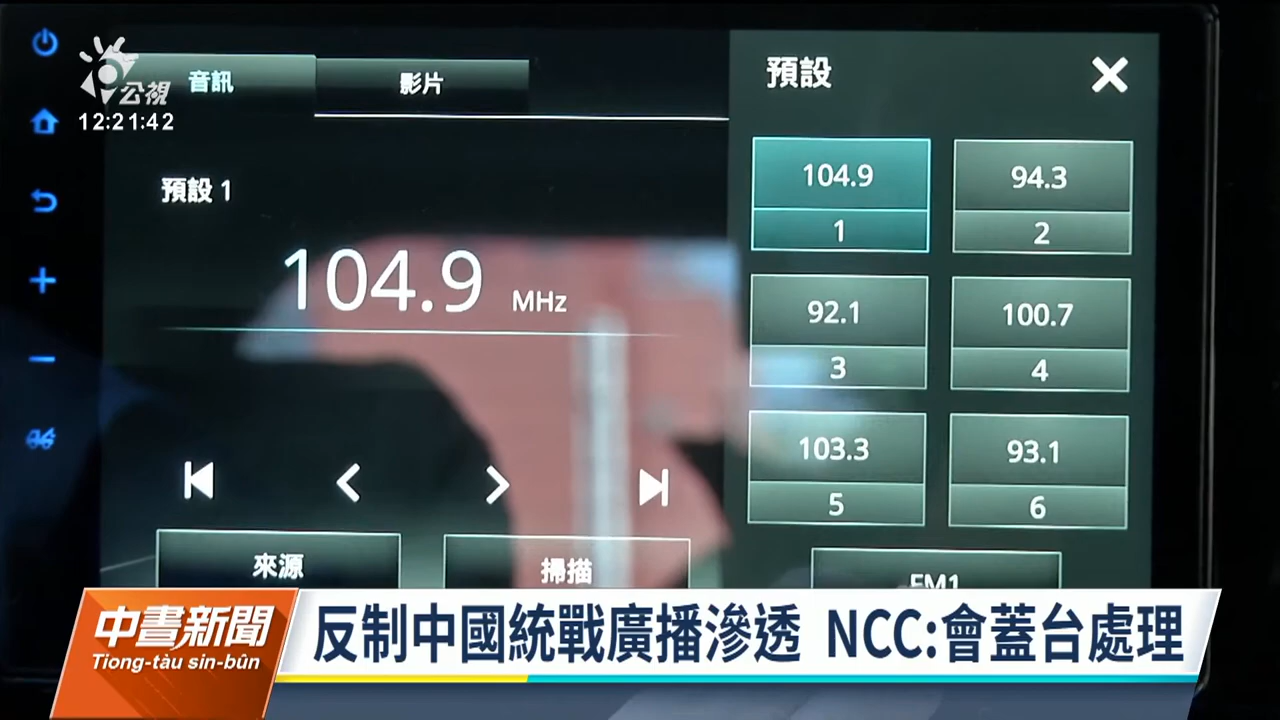 公視
12:21:42
音訊
影片
預設
預設 1
104.9 MHz
104.9
1
94.3
2
92.1
3
100.7
4
103.3
5
93.1
6
來源
掃描
FM1
中晝新聞
Tiong-tàu sin-bûn
反制中國統戰廣播滲透 NCC:會蓋台處理